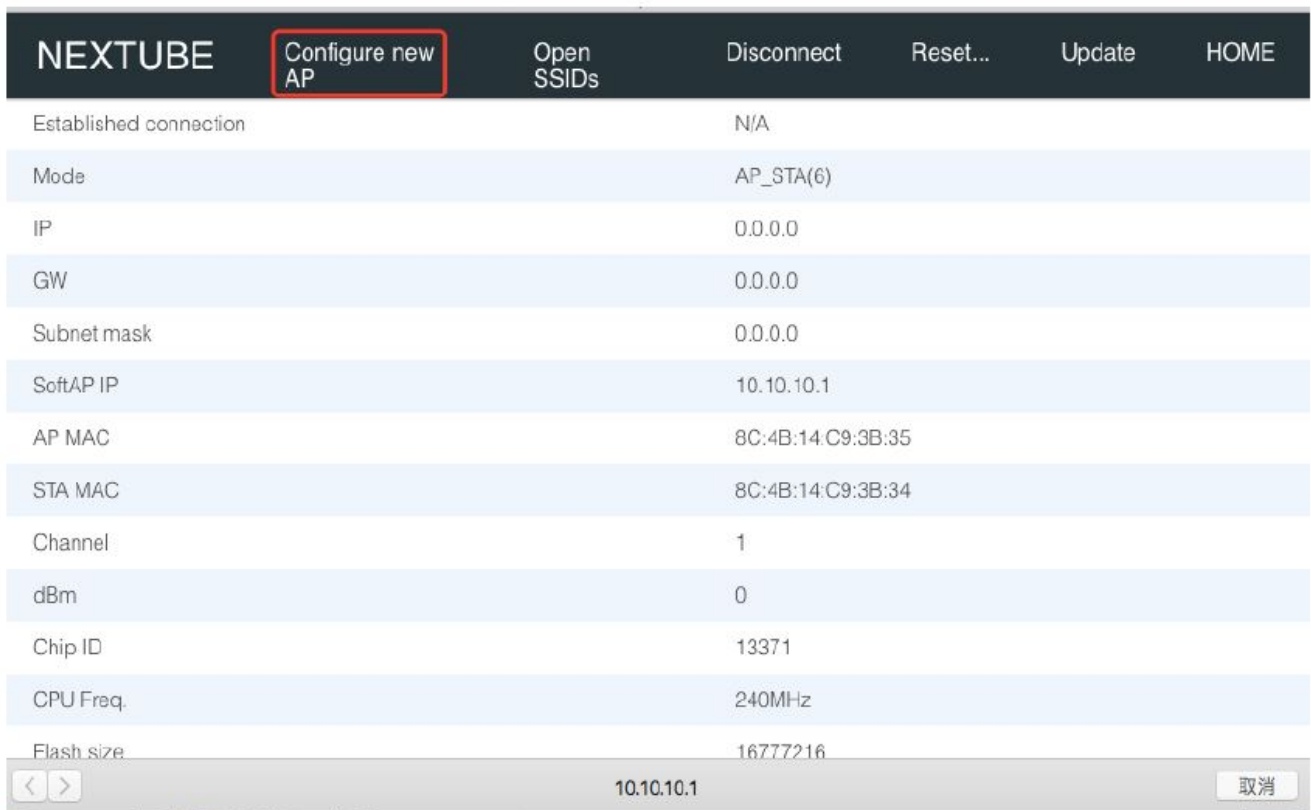 NEXTUBE Configure new AP Open SSIDs Disconnect Reset... Update HOME
Established connection N/A
Mode AP_STA(6)
IP 0.0.0.0
GW 0.0.0.0
Subnet mask 0.0.0.0
SoftAP IP 10.10.10.1
AP MAC 8C:4B:14:C9:3B:35
STA MAC 8C:4B:14:C9:3B:34
Channel 1
dBm 0
Chip ID 13371
CPU Freq. 240MHz
Flash size 16777216
< > 10.10.10.1 取消